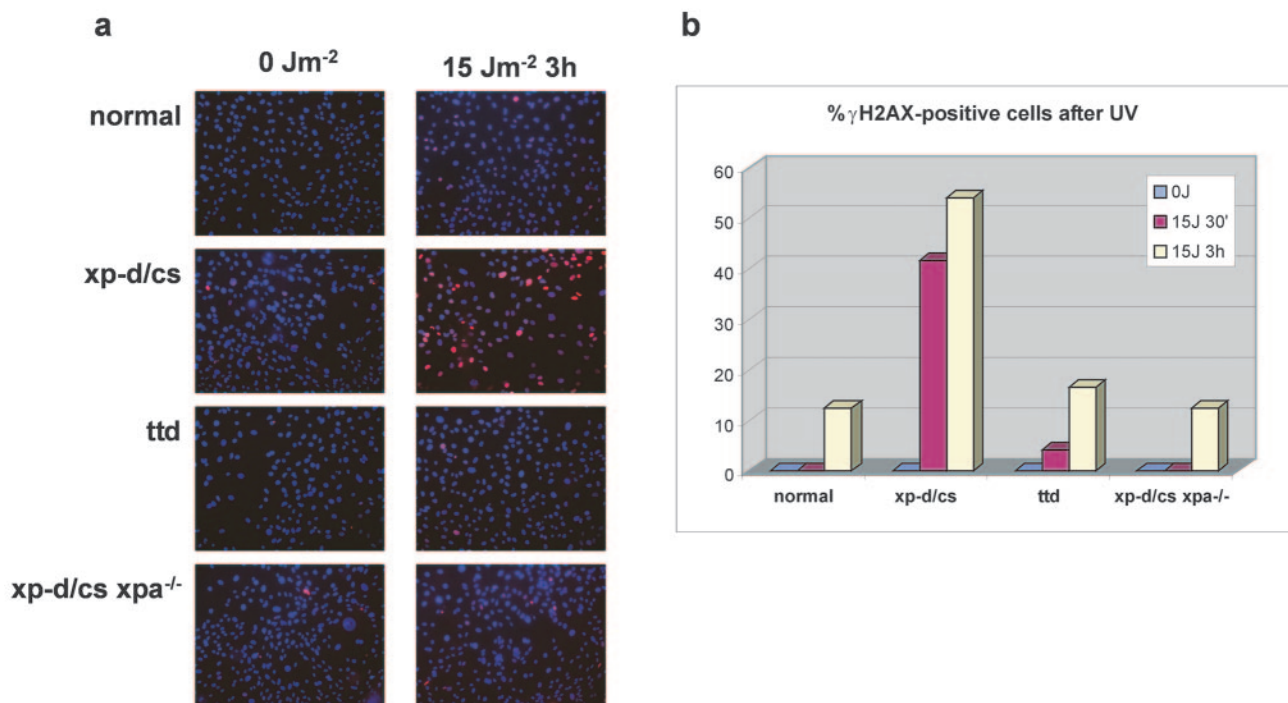 a
0 Jm⁻² 15 Jm⁻² 3h
normal
xp-d/cs
ttd
xp-d/cs xpa⁻/⁻
b
%γH2AX-positive cells after UV
60
50
40
30
20
10
0
0J
15J 30'
15J 3h
normal xp-d/cs ttd xp-d/cs xpa-/-